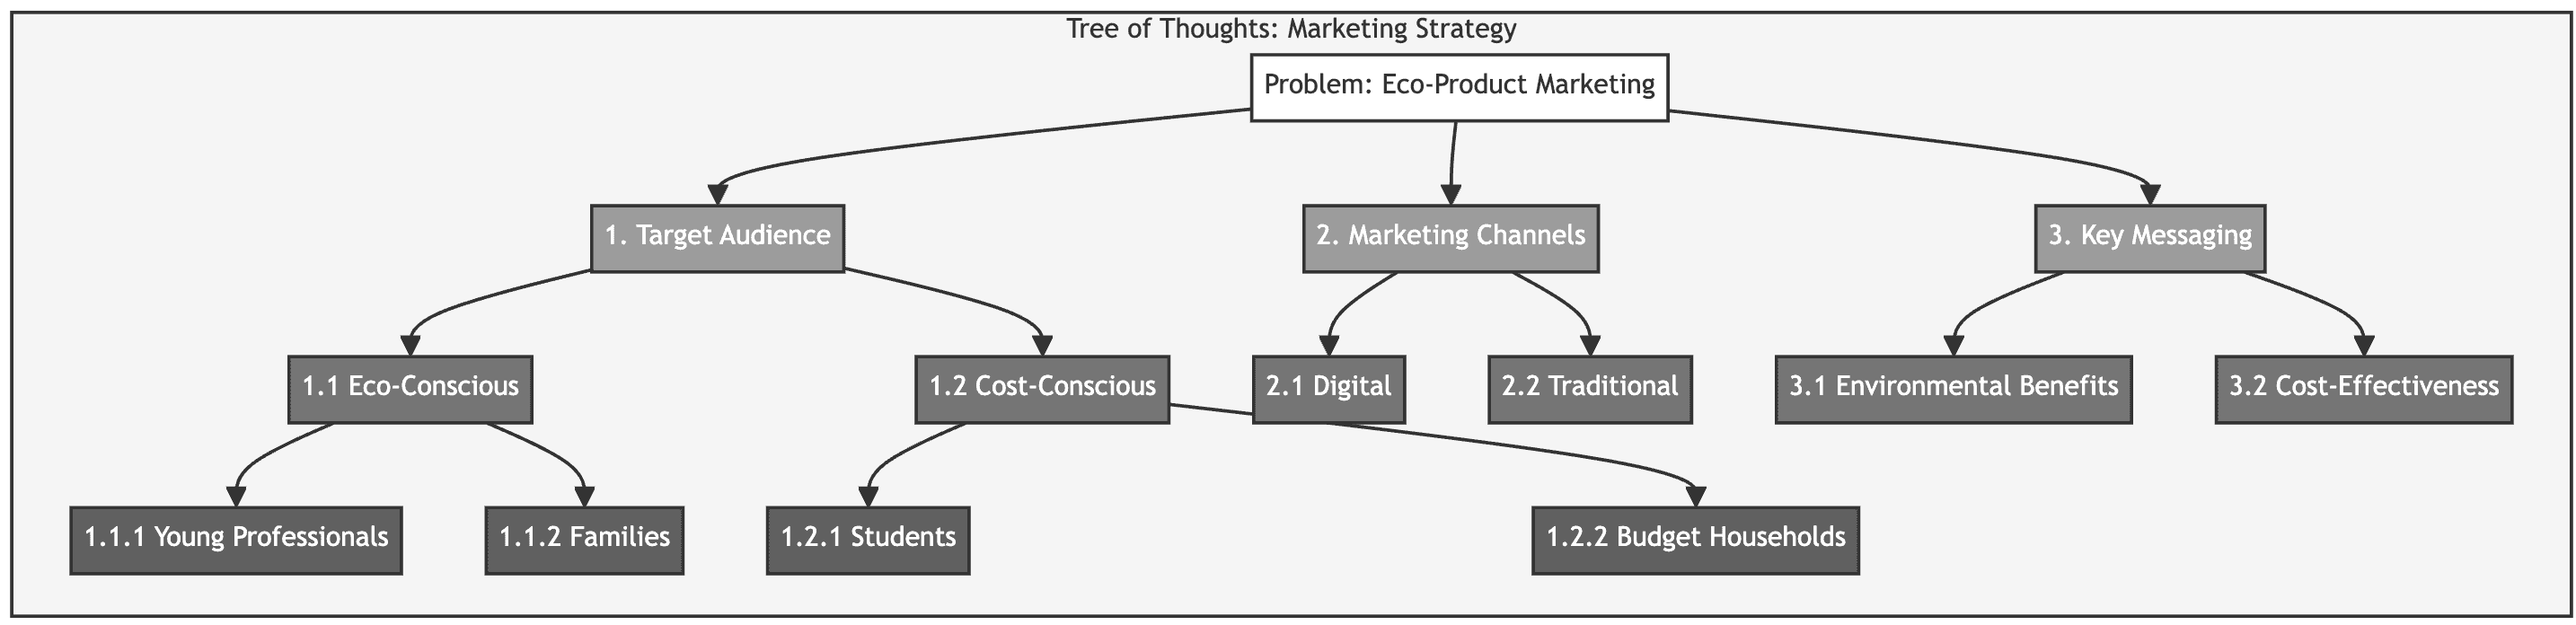 Tree of Thoughts: Marketing Strategy
Problem: Eco-Product Marketing
1. Target Audience
2. Marketing Channels
3. Key Messaging
1.1 Eco-Conscious
1.2 Cost-Conscious
2.1 Digital
2.2 Traditional
3.1 Environmental Benefits
3.2 Cost-Effectiveness
1.1.1 Young Professionals
1.1.2 Families
1.2.1 Students
1.2.2 Budget Households